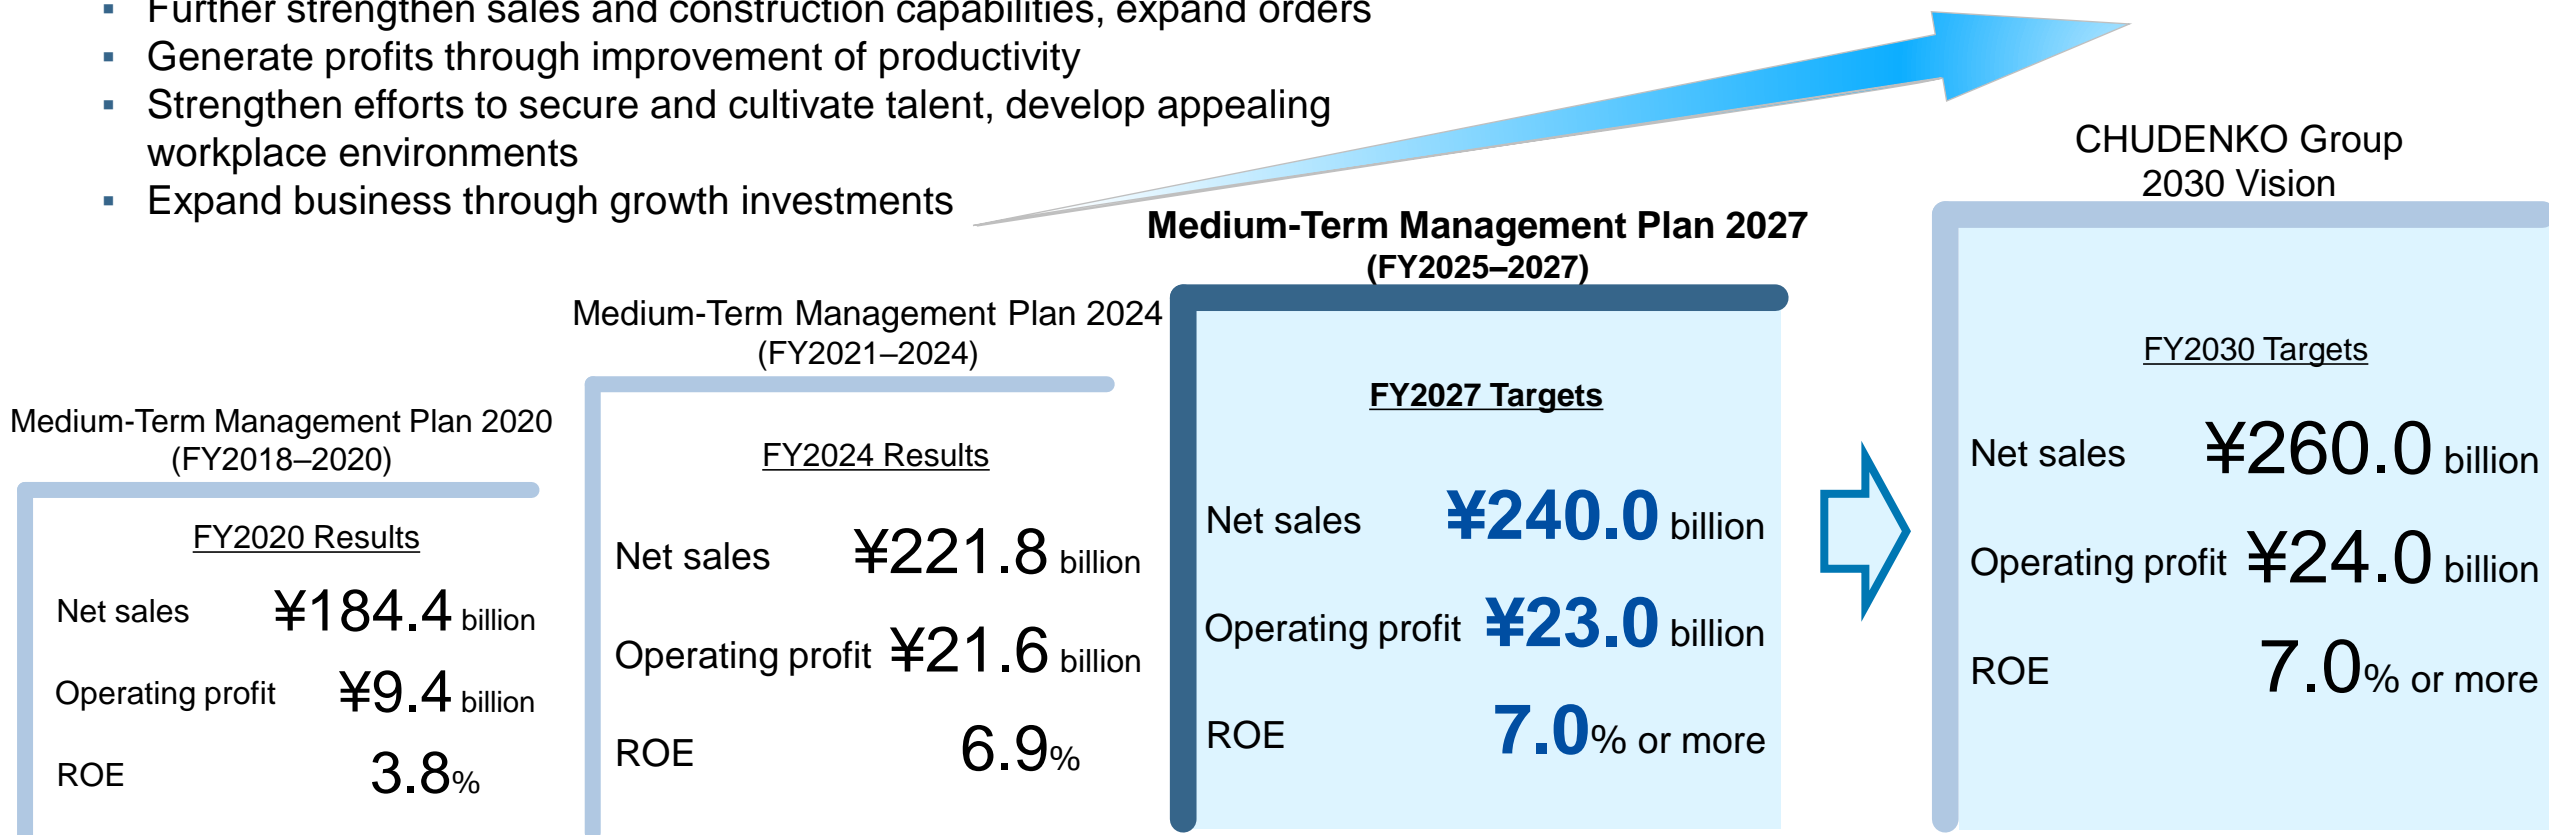 ▪ Further strengthen sales and construction capabilities, expand orders
▪ Generate profits through improvement of productivity
▪ Strengthen efforts to secure and cultivate talent, develop appealing
workplace environments
▪ Expand business through growth investments
Medium-Term Management Plan 2020
(FY2018–2020)
FY2020 Results
Net sales ¥184.4 billion
Operating profit ¥9.4 billion
ROE 3.8%
Medium-Term Management Plan 2024
(FY2021–2024)
FY2024 Results
Net sales ¥221.8 billion
Operating profit ¥21.6 billion
ROE 6.9%
Medium-Term Management Plan 2027
(FY2025–2027)
FY2027 Targets
Net sales ¥240.0 billion
Operating profit ¥23.0 billion
ROE 7.0% or more
CHUDENKO Group
2030 Vision
FY2030 Targets
Net sales ¥260.0 billion
Operating profit ¥24.0 billion
ROE 7.0% or more